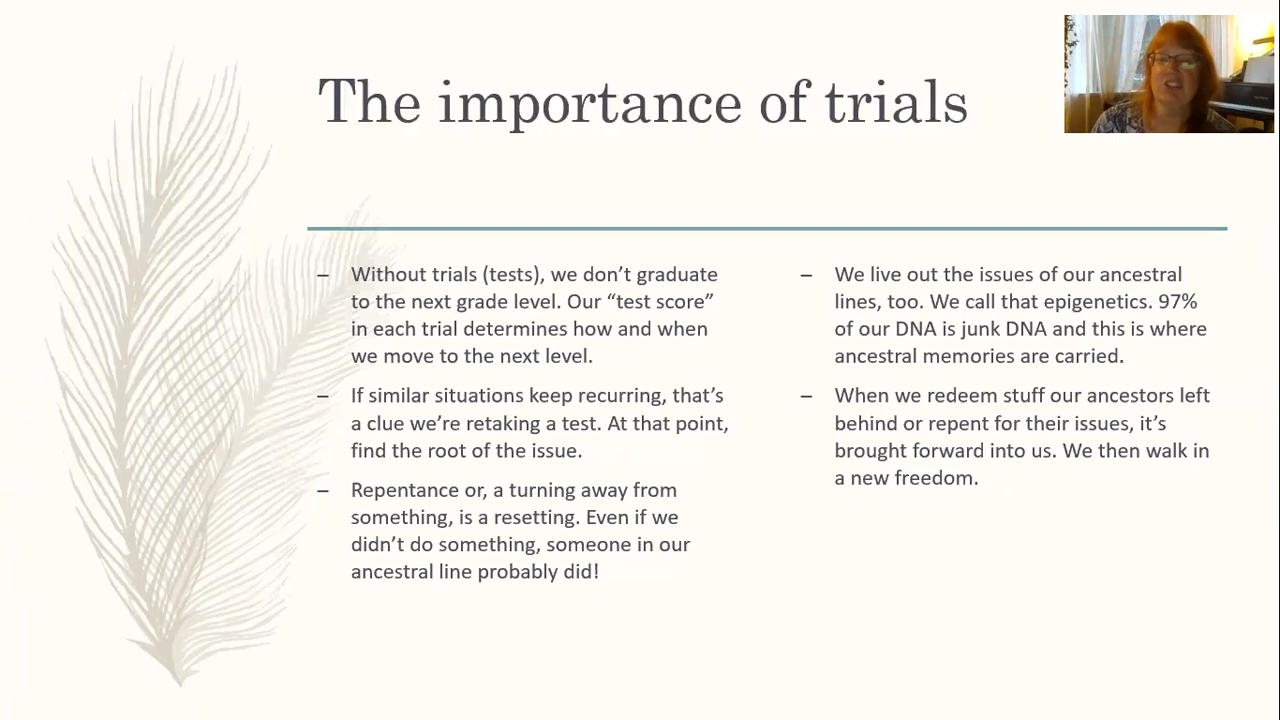 The importance of trials
– Without trials (tests), we don’t graduate
to the next grade level. Our “test score”
in each trial determines how and when
we move to the next level.
– If similar situations keep recurring, that’s
a clue we’re retaking a test. At that point,
find the root of the issue.
– Repentance or, a turning away from
something, is a resetting. Even if we
didn’t do something, someone in our
ancestral line probably did!
– We live out the issues of our ancestral
lines, too. We call that epigenetics. 97%
of our DNA is junk DNA and this is where
ancestral memories are carried.
– When we redeem stuff our ancestors left
behind or repent for their issues, it’s
brought forward into us. We then walk in
a new freedom.